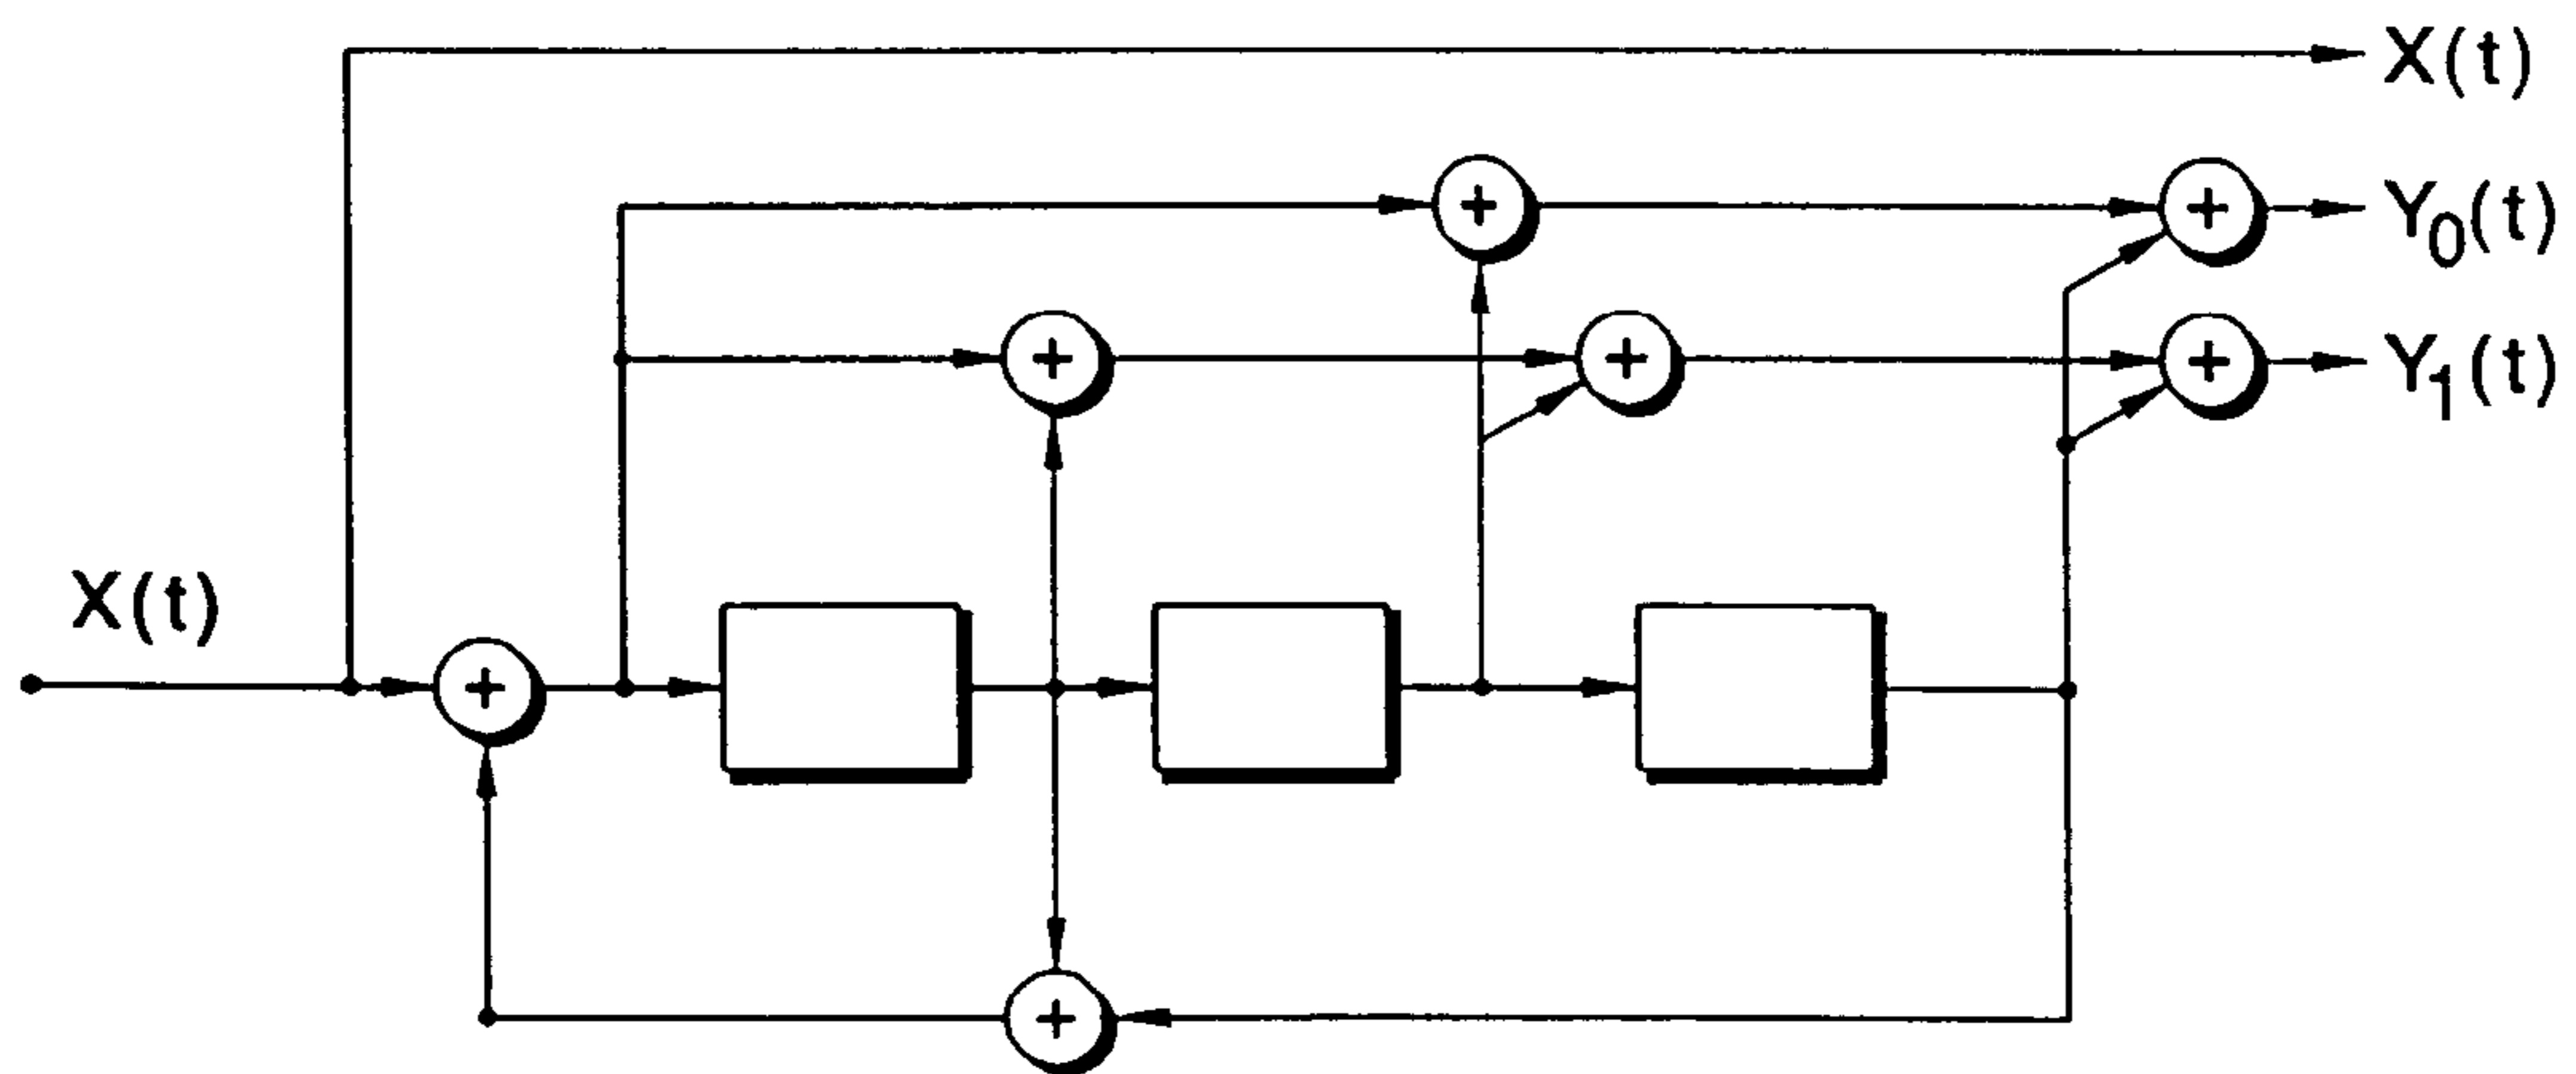 X(t)
Y0(t)
Y1(t)
X(t)
+
+
+
+
+
+
+